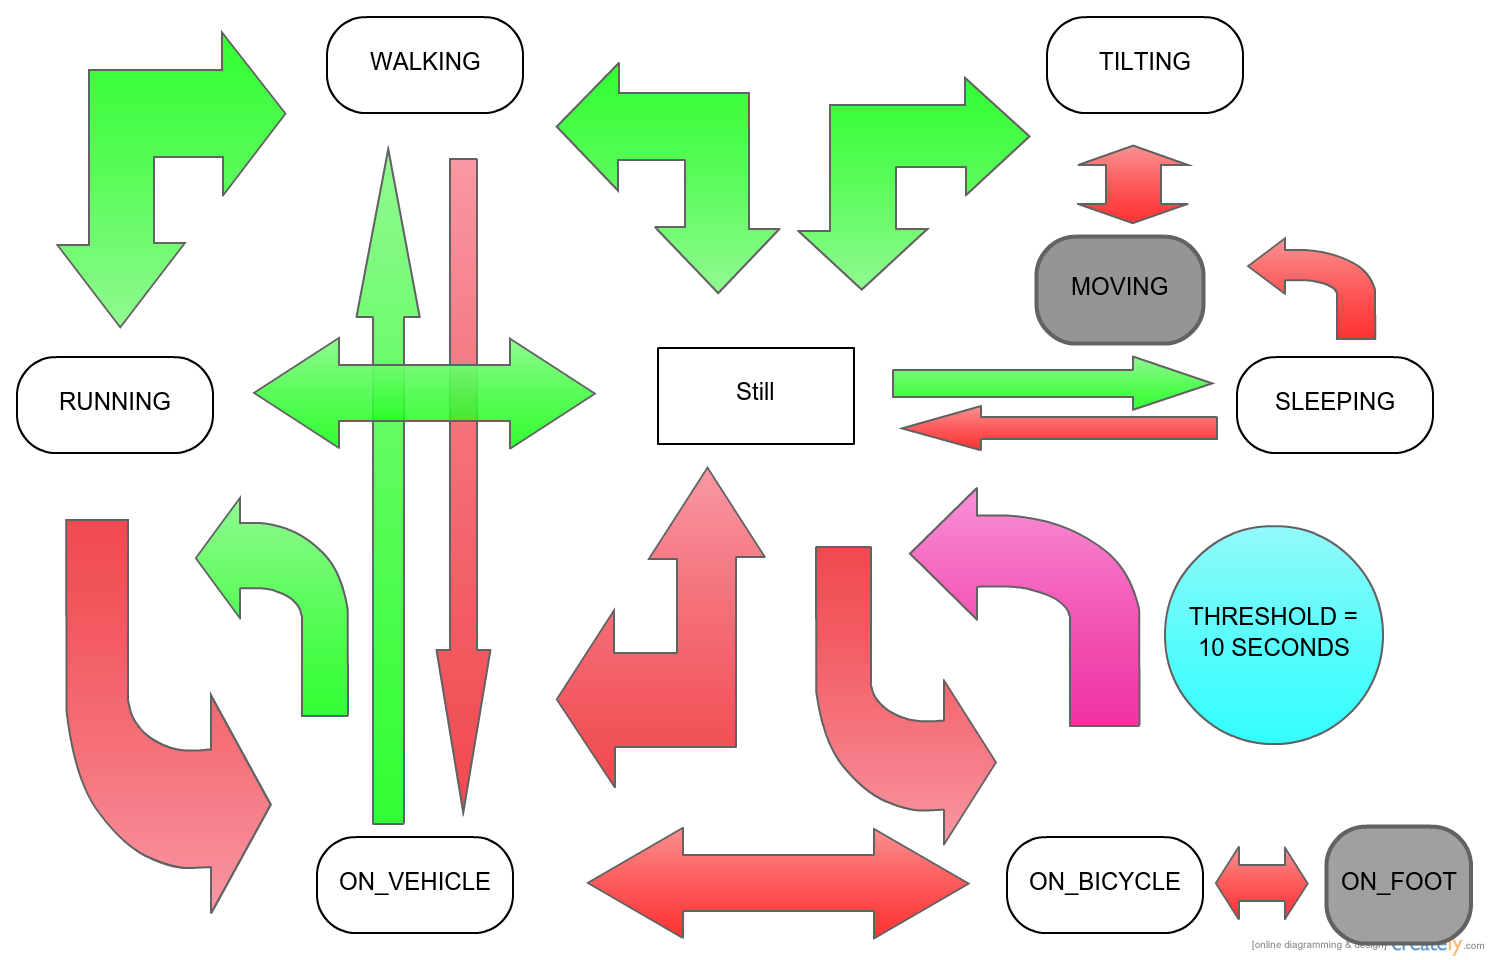 WALKING
TILTING
MOVING
RUNNING
Still
SLEEPING
THRESHOLD =
10 SECONDS
ON_VEHICLE
ON_BICYCLE
ON_FOOT
[online diagramming & design] creately.com